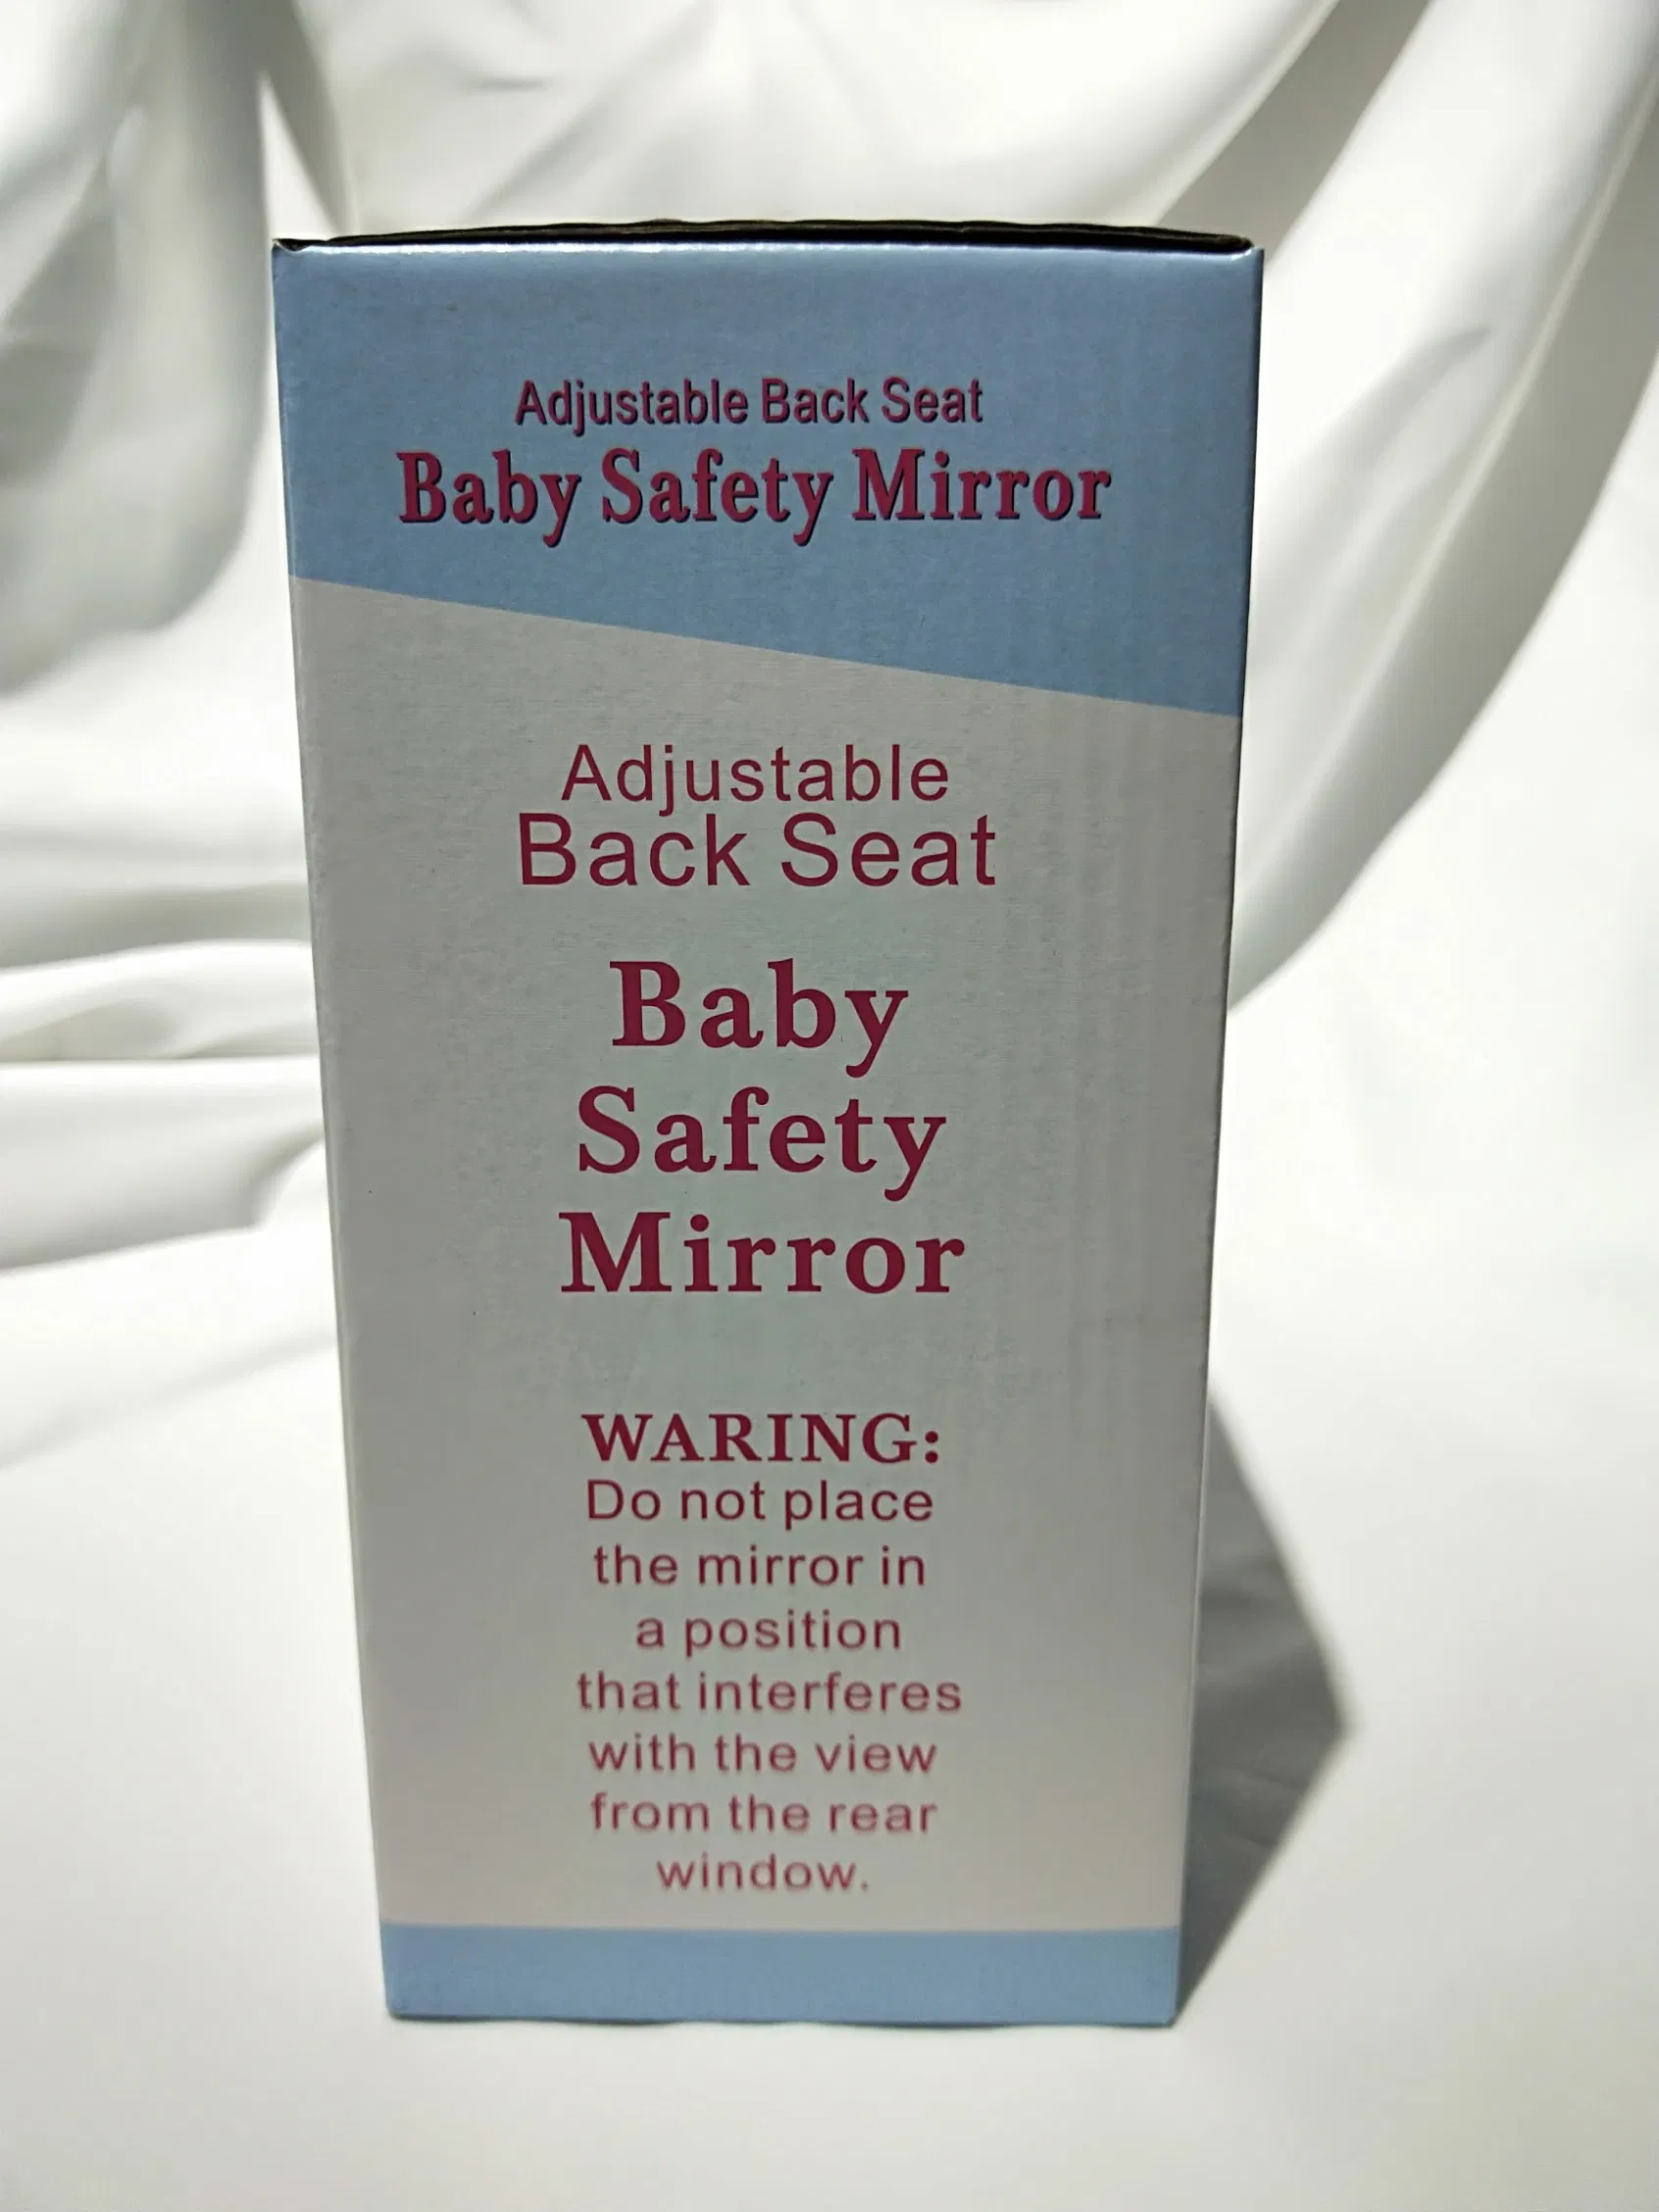 Adjustable Back Seat
Baby Safety Mirror
Adjustable
Back Seat
Baby
Safety
Mirror
WARING:
Do not place
the mirror in
a position
that interferes
with the view
from the rear
window.